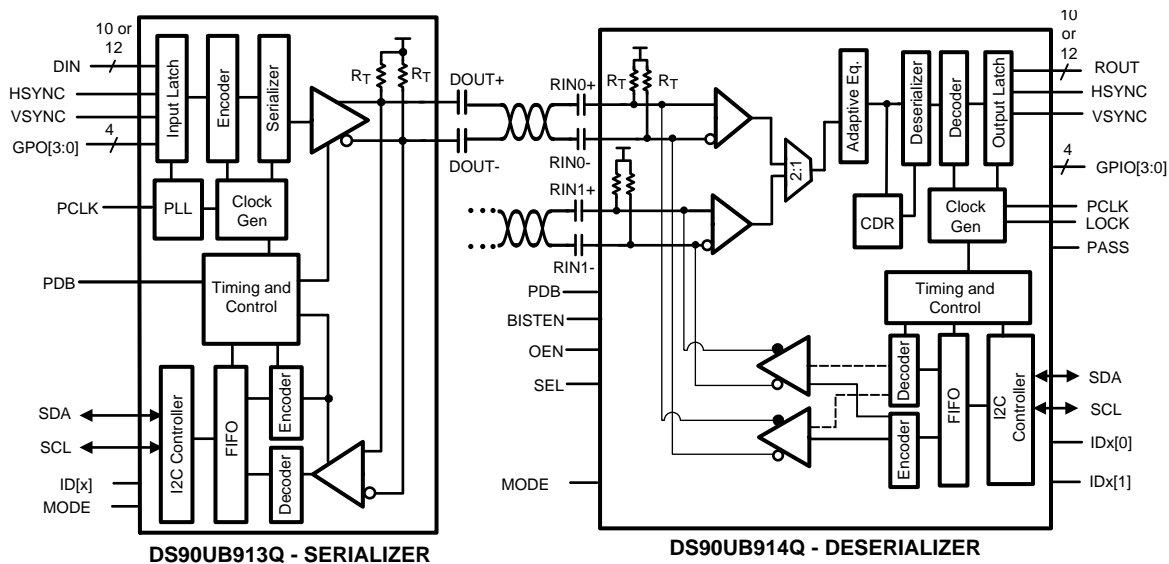 10 or
12
DIN
HSYNC
VSYNC
4
GPO[3:0]
PCLK
PDB
SDA
SCL
ID[x]
MODE
Input Latch
Encoder
Serializer
PLL
Clock
Gen
Timing and
Control
I2C Controller
FIFO
Encoder
Decoder
RT
RT
DS90UB913Q - SERIALIZER
DOUT+
DOUT-
RIN0+
RIN0-
RIN1+
RIN1-
RT
RT
PDB
BISTEN
OEN
SEL
MODE
2:1
Adaptive Eq.
CDR
Deserializer
Decoder
Output Latch
Clock
Gen
Timing and
Control
Decoder
Encoder
FIFO
I2C
Controller
10
or
12
ROUT
HSYNC
VSYNC
4
GPIO[3:0]
PCLK
LOCK
PASS
SDA
SCL
IDx[0]
IDx[1]
DS90UB914Q - DESERIALIZER